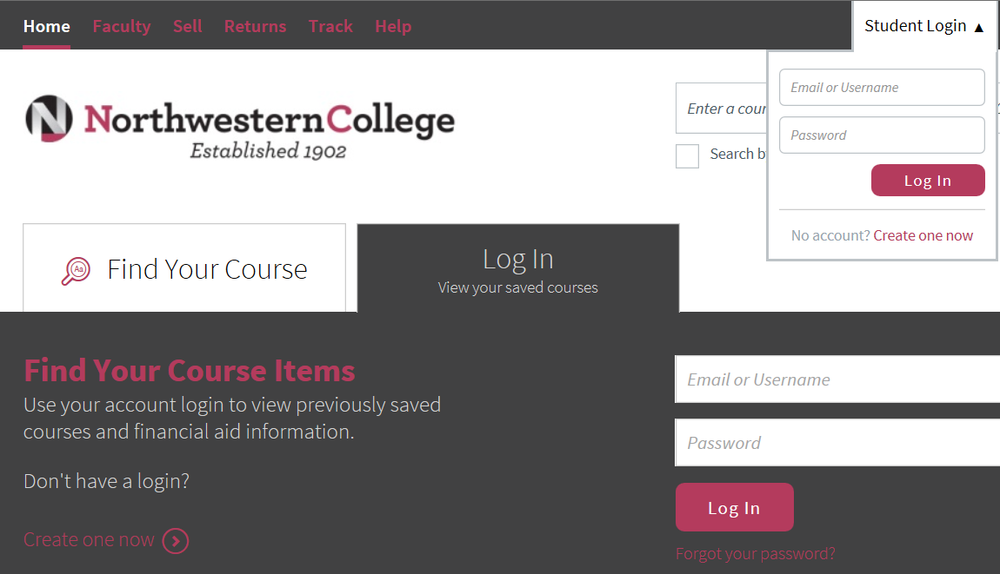 Home Faculty Sell Returns Track Help
Student Login ▲
Email or Username
Password
Log In
No account? Create one now
NorthwesternCollege
Established 1902
Enter a cour
Search b
Aa
Find Your Course
Log In
View your saved courses
Find Your Course Items
Use your account login to view previously saved
courses and financial aid information.
Don't have a login?
Create one now
Email or Username
Password
Log In
Forgot your password?